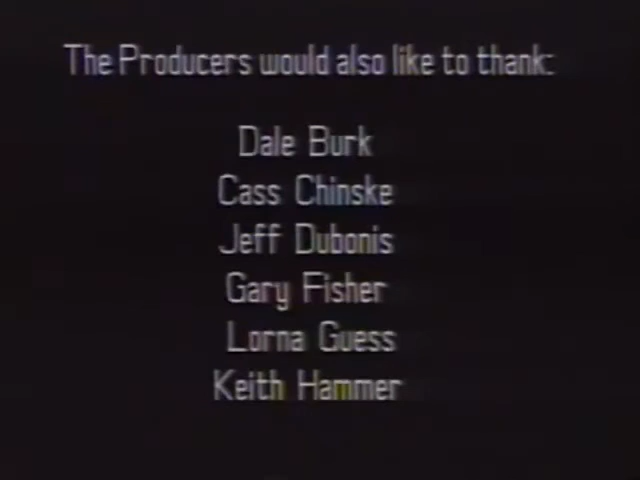 The Producers would also like to thank:
Dale Burk
Cass Chinske
Jeff Dubonis
Gary Fisher
Lorna Guess
Keith Hammer